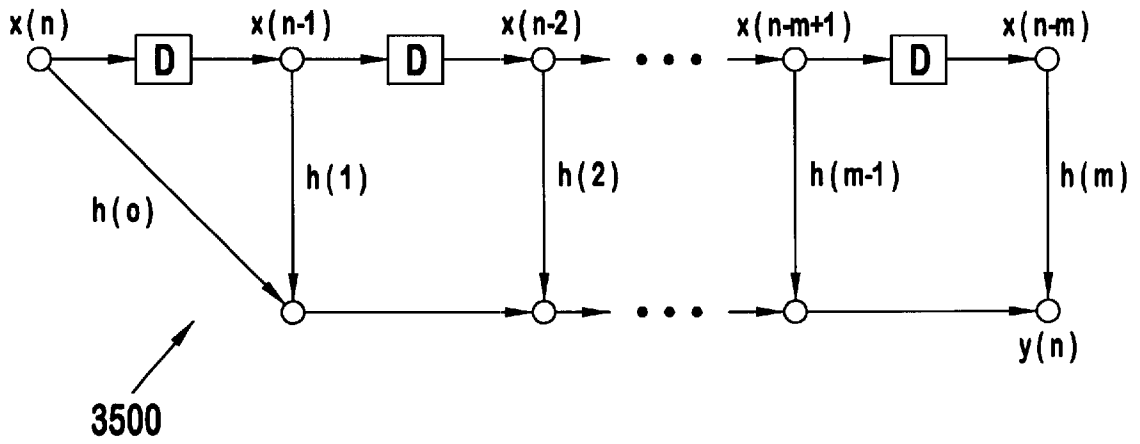 x(n) x(n-1) x(n-2) x(n-m+1) x(n-m)
D D • • • D
h(o) h(1) h(2) h(m-1) h(m)
• • •
y(n)
3500